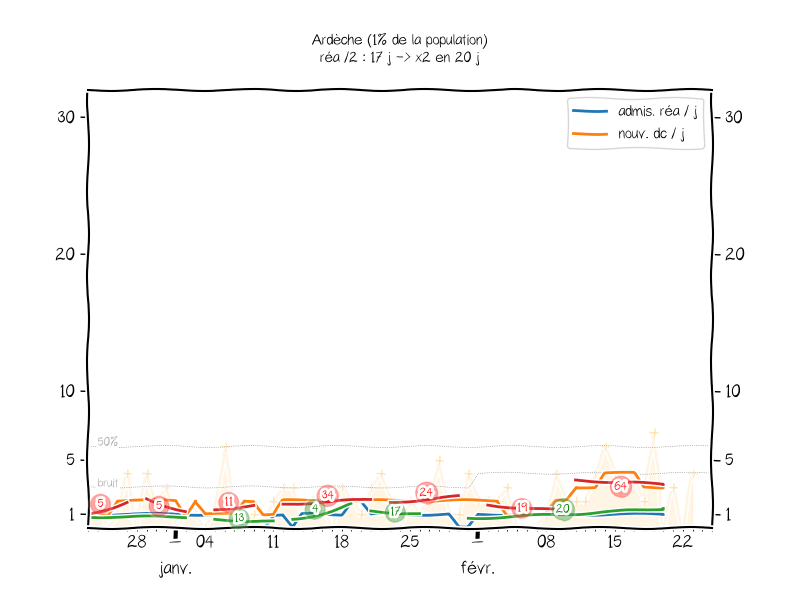 Ardèche (1% de la population)
réa /2 : 17 j -> x2 en 20 j
admis. réa / j
nouv. dc / j
30 30
20 20
10 10
50%
5 5
bruit
5 5 11 13 34 4 17 24 19 20 64
1 1
28 1 04 11 18 25 1 08 15 22
janv. févr.